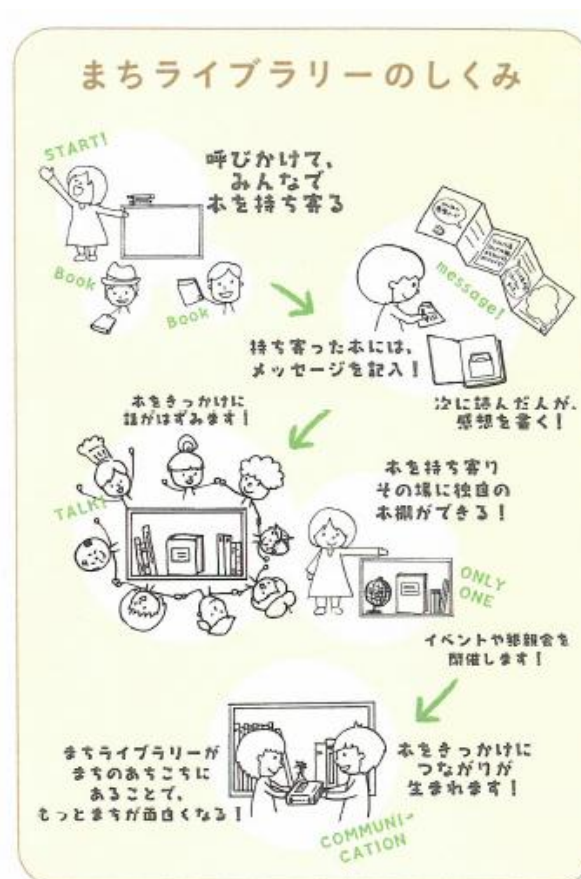 まちライブラリーのしくみ
START!
呼びかけて、
みんなで
本を持ち寄る
Book
Book
message!
持ち寄った本には、
メッセージを記入！
次に読んだ人が、
感想を書く！
本をきっかけに
話がはずみます！
TALK!
本を持ち寄り
その場に独自の
本棚ができる！
ONLY
ONE
イベントや懇親会を
開催します！
まちライブラリーが
まちのあちこちに
あることで、
もっとまちが面白くなる！
本をきっかけに
つながりが
生まれます！
COMMUNI-
CATION